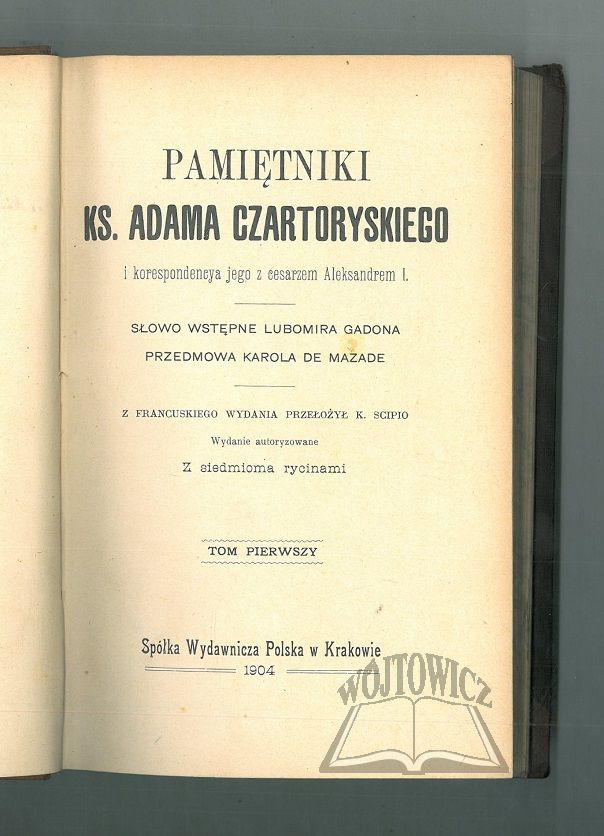 PAMIĘTNIKI
KS. ADAMA CZARTORYSKIEGO
i korespondencya jego z cesarzem Aleksandrem I.
SŁOWO WSTĘPNE LUBOMIRA GADONA
PRZEDMOWA KAROLA DE MAZADE
Z FRANCUSKIEGO WYDANIA PRZEŁOŻYŁ K. SCIPIO
Wydanie autoryzowane
Z siedmioma rycinami
TOM PIERWSZY
Spółka Wydawnicza Polska w Krakowie
1904
WÓJTOWICZ